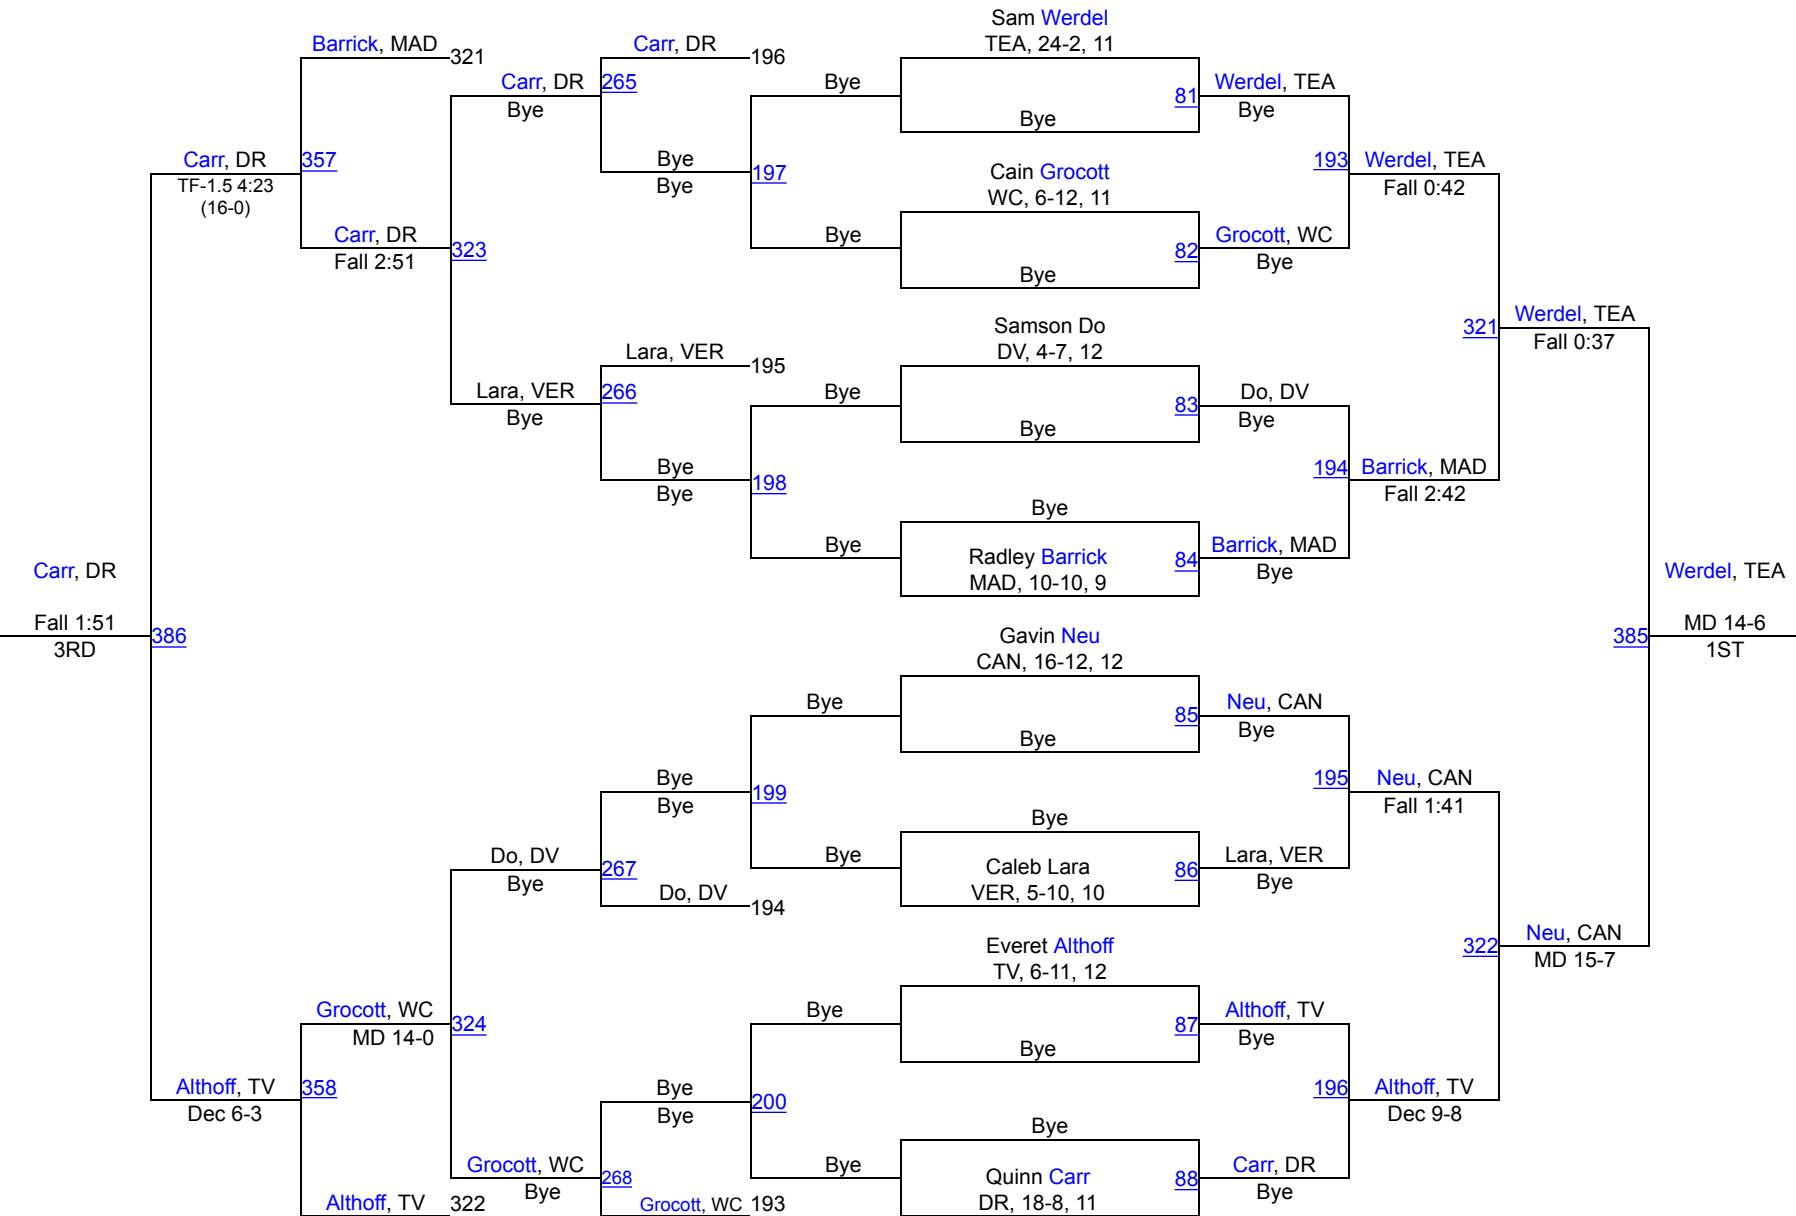 Sam Werdel
TEA, 24-2, 11
Barrick, MAD
321
Carr, DR
196
Carr, DR
265
Bye
Bye
81
Werdel, TEA
Bye
Bye
Carr, DR
357
TF-1.5 4:23
(16-0)
Bye
Bye
197
Cain Grocott
WC, 6-12, 11
193
Werdel, TEA
Fall 0:42
Carr, DR
Fall 2:51
323
Bye
Bye
82
Grocott, WC
Bye
Samson Do
DV, 4-7, 12
321
Werdel, TEA
Fall 0:37
Lara, VER
195
Lara, VER
266
Bye
Bye
Bye
83
Do, DV
Bye
Bye
Bye
198
194
Barrick, MAD
Fall 2:42
Bye
Bye
Radley Barrick
MAD, 10-10, 9
84
Barrick, MAD
Bye
Carr, DR
Fall 1:51
3RD
386
Werdel, TEA
385
MD 14-6
1ST
Gavin Neu
CAN, 16-12, 12
Bye
Bye
85
Neu, CAN
Bye
Bye
Bye
199
195
Neu, CAN
Fall 1:41
Bye
Bye
Caleb Lara
VER, 5-10, 10
86
Lara, VER
Bye
Do, DV
Bye
267
Do, DV
194
Everet Althoff
TV, 6-11, 12
322
Neu, CAN
MD 15-7
Grocott, WC
MD 14-0
324
Bye
Bye
87
Althoff, TV
Bye
Althoff, TV
Dec 6-3
358
Bye
Bye
200
196
Althoff, TV
Dec 9-8
Bye
Grocott, WC
Bye
268
Bye
Quinn Carr
DR, 18-8, 11
88
Carr, DR
Bye
Althoff, TV
322
Grocott, WC
193